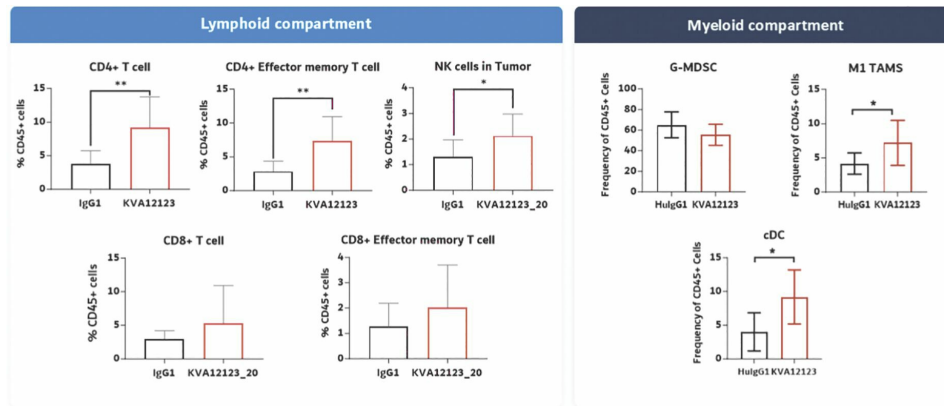 Lymphoid compartment
CD4+ T cell
**
% CD45+ cells
15
10
5
0
IgG1 KVA12123
CD4+ Effector memory T cell
**
% CD45+ cells
15
10
5
0
IgG1 KVA12123
NK cells in Tumor
*
% CD45+ cells
4
3
2
1
0
IgG1 KVA12123_20
CD8+ T cell
% CD45+ cells
15
10
5
0
IgG1 KVA12123_20
CD8+ Effector memory T cell
% CD45+ cells
4
3
2
1
0
IgG1 KVA12123_20
Myeloid compartment
G-MDSC
Frequency of CD45+ Cells
100
80
60
40
20
0
HuIgG1 KVA12123
M1 TAMS
*
Frequency of CD45+ Cells
15
10
5
0
HuIgG1 KVA12123
cDC
*
Frequency of CD45+ Cells
15
10
5
0
HuIgG1 KVA12123